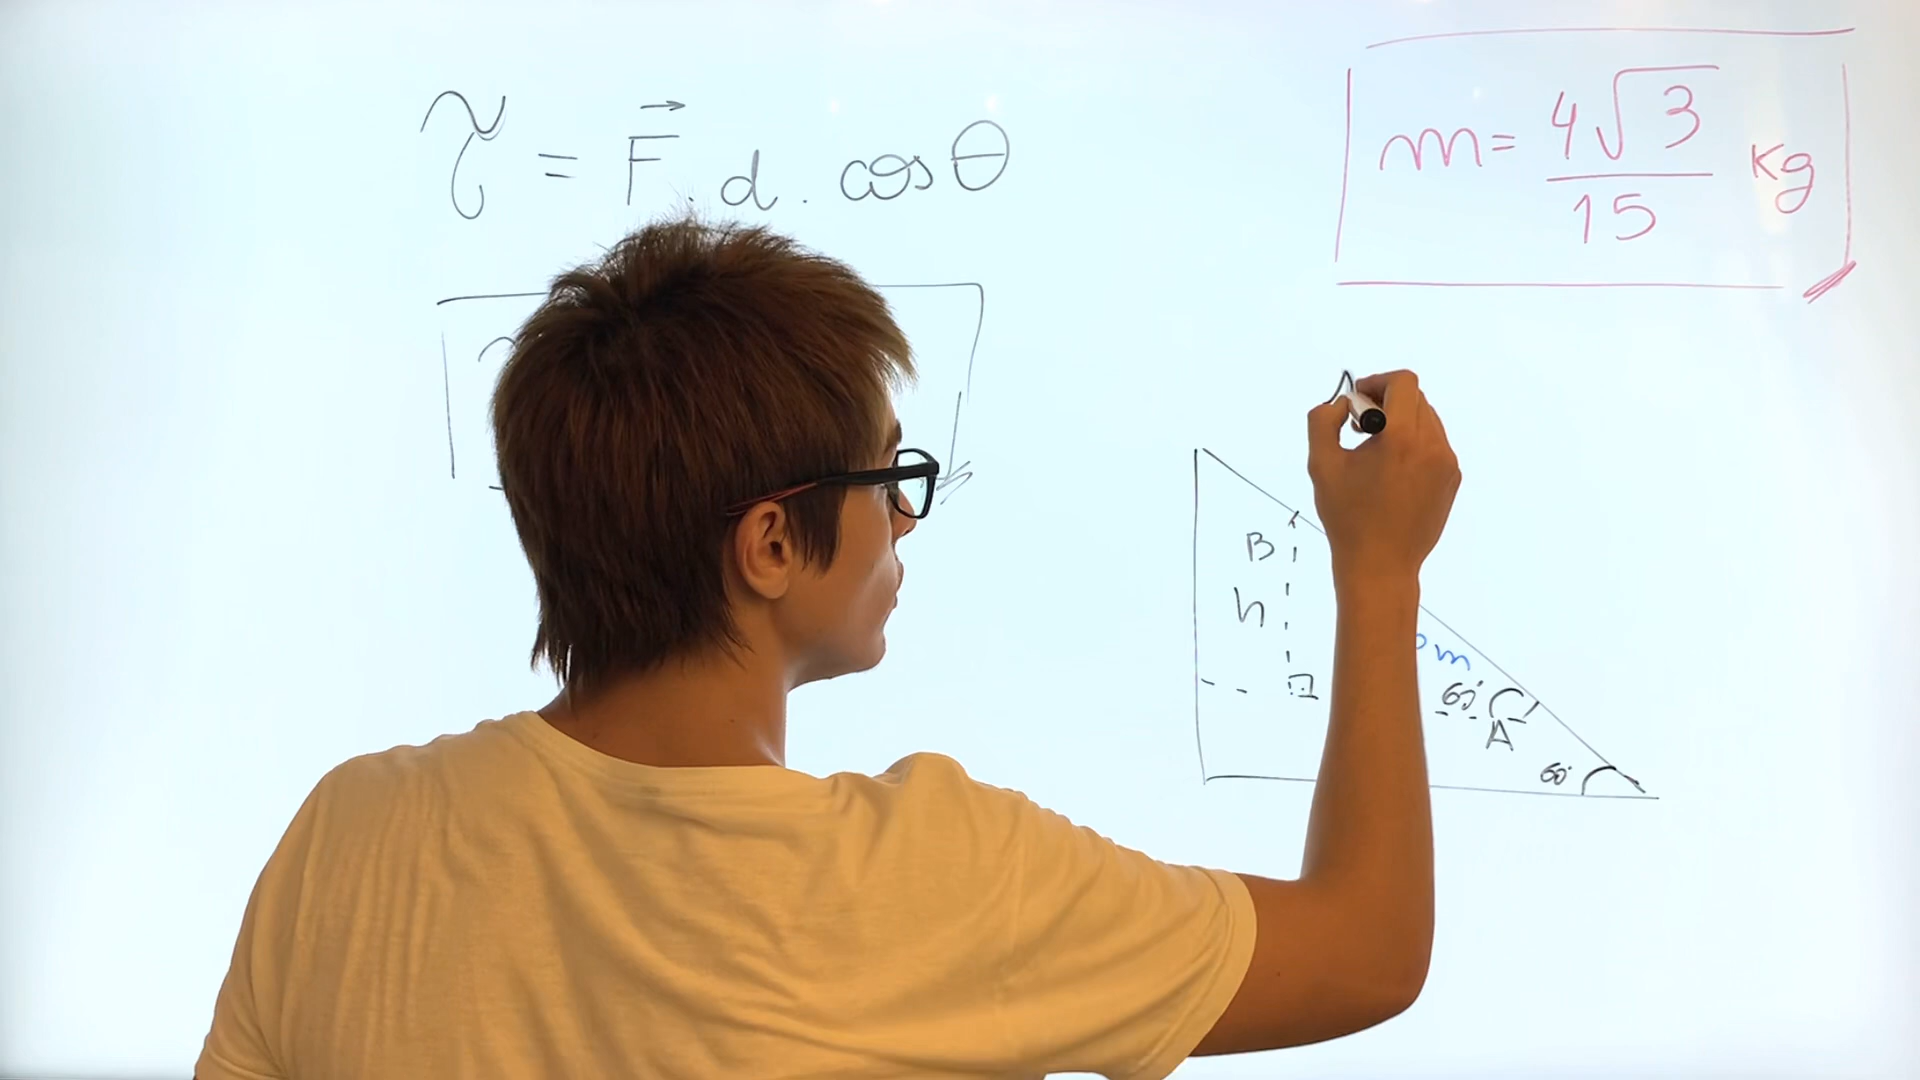 τ = F⃗ . d . cos θ
m = 4√3 / 15 Kg
B
h
m
60°
A
60°